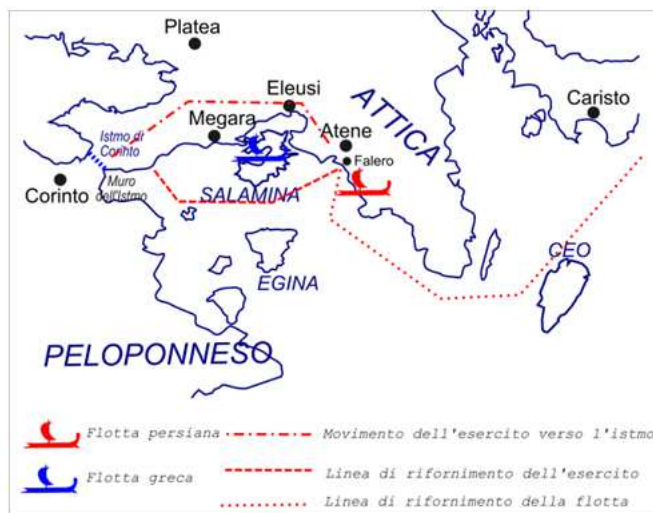 Platea
Eleusi
ATTICA
Caristo
Megara
Istmo di
Corinto
Atene
Falero
Corinto
Muro
dell'Istmo
SALAMINA
EGINA
CEO
PELOPONNESO
Flotta persiana
Movimento dell'esercito verso l'istmo
Flotta greca
Linea di rifornimento dell'esercito
Linea di rifornimento della flotta